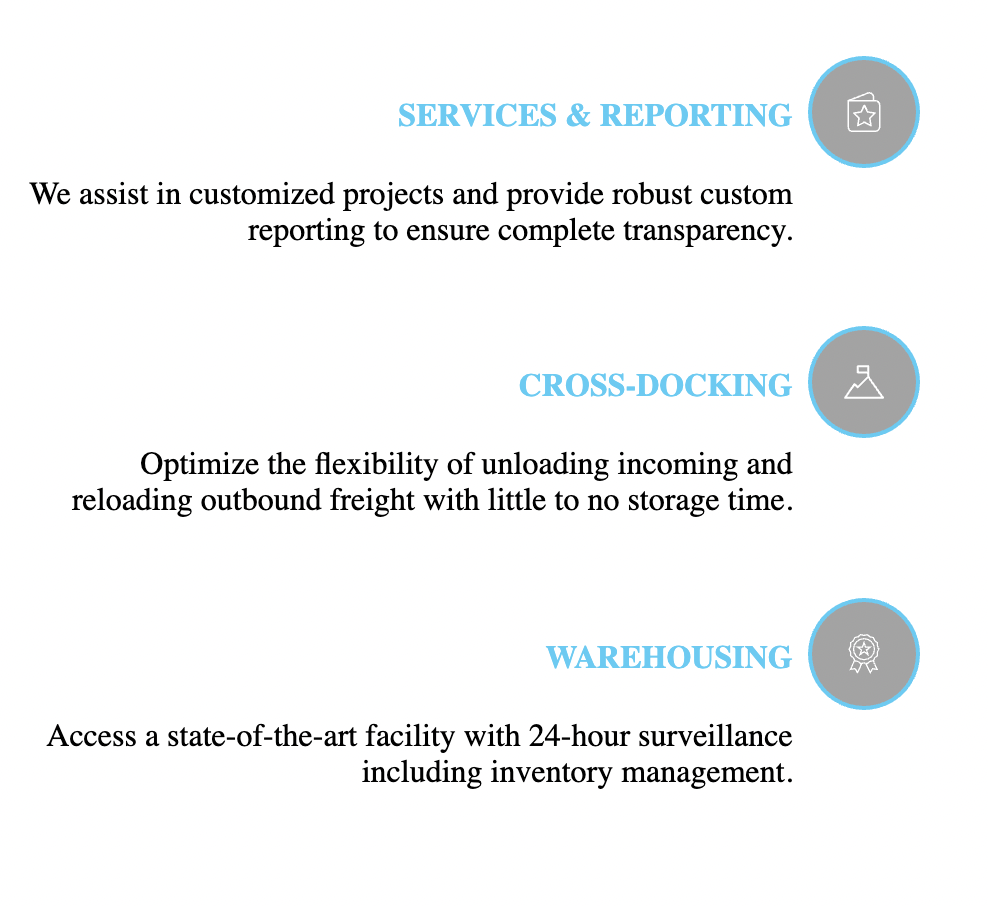 SERVICES & REPORTING
We assist in customized projects and provide robust custom
reporting to ensure complete transparency.
CROSS-DOCKING
Optimize the flexibility of unloading incoming and
reloading outbound freight with little to no storage time.
WAREHOUSING
Access a state-of-the-art facility with 24-hour surveillance
including inventory management.